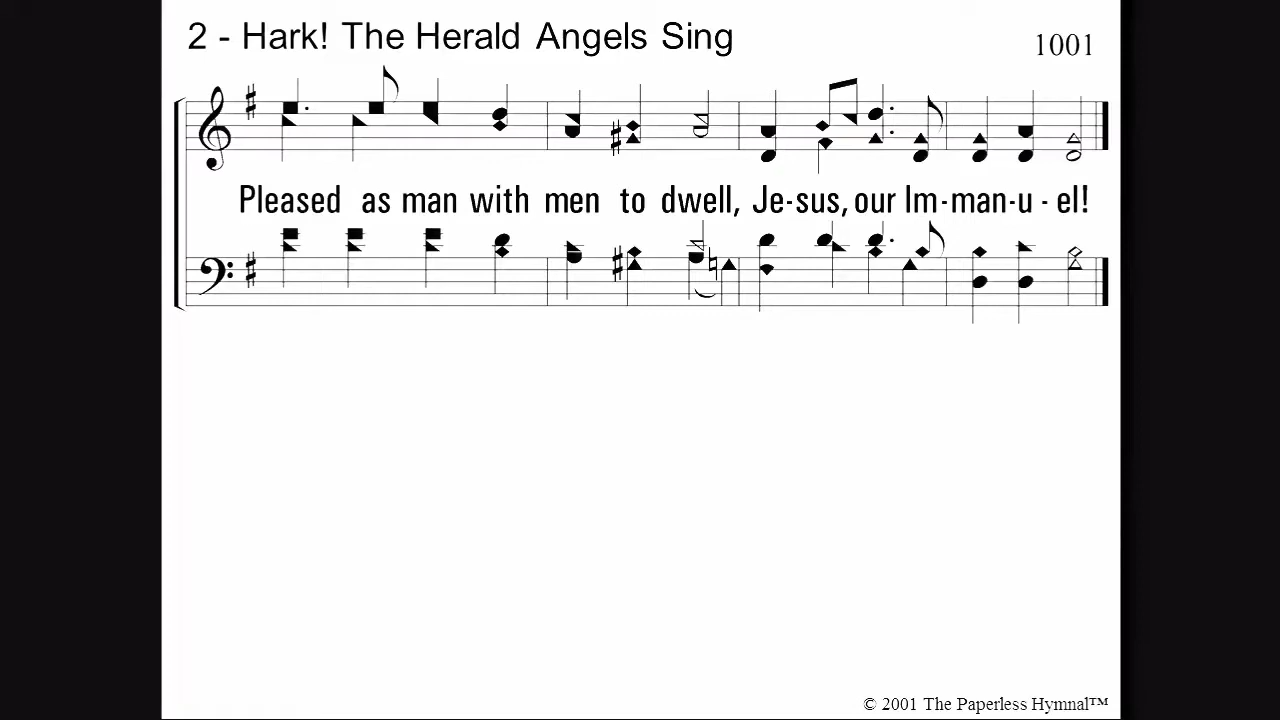 2 - Hark! The Herald Angels Sing
1001
Pleased as man with men to dwell, Je-sus, our Im-man-u - el!
© 2001 The Paperless Hymnal™